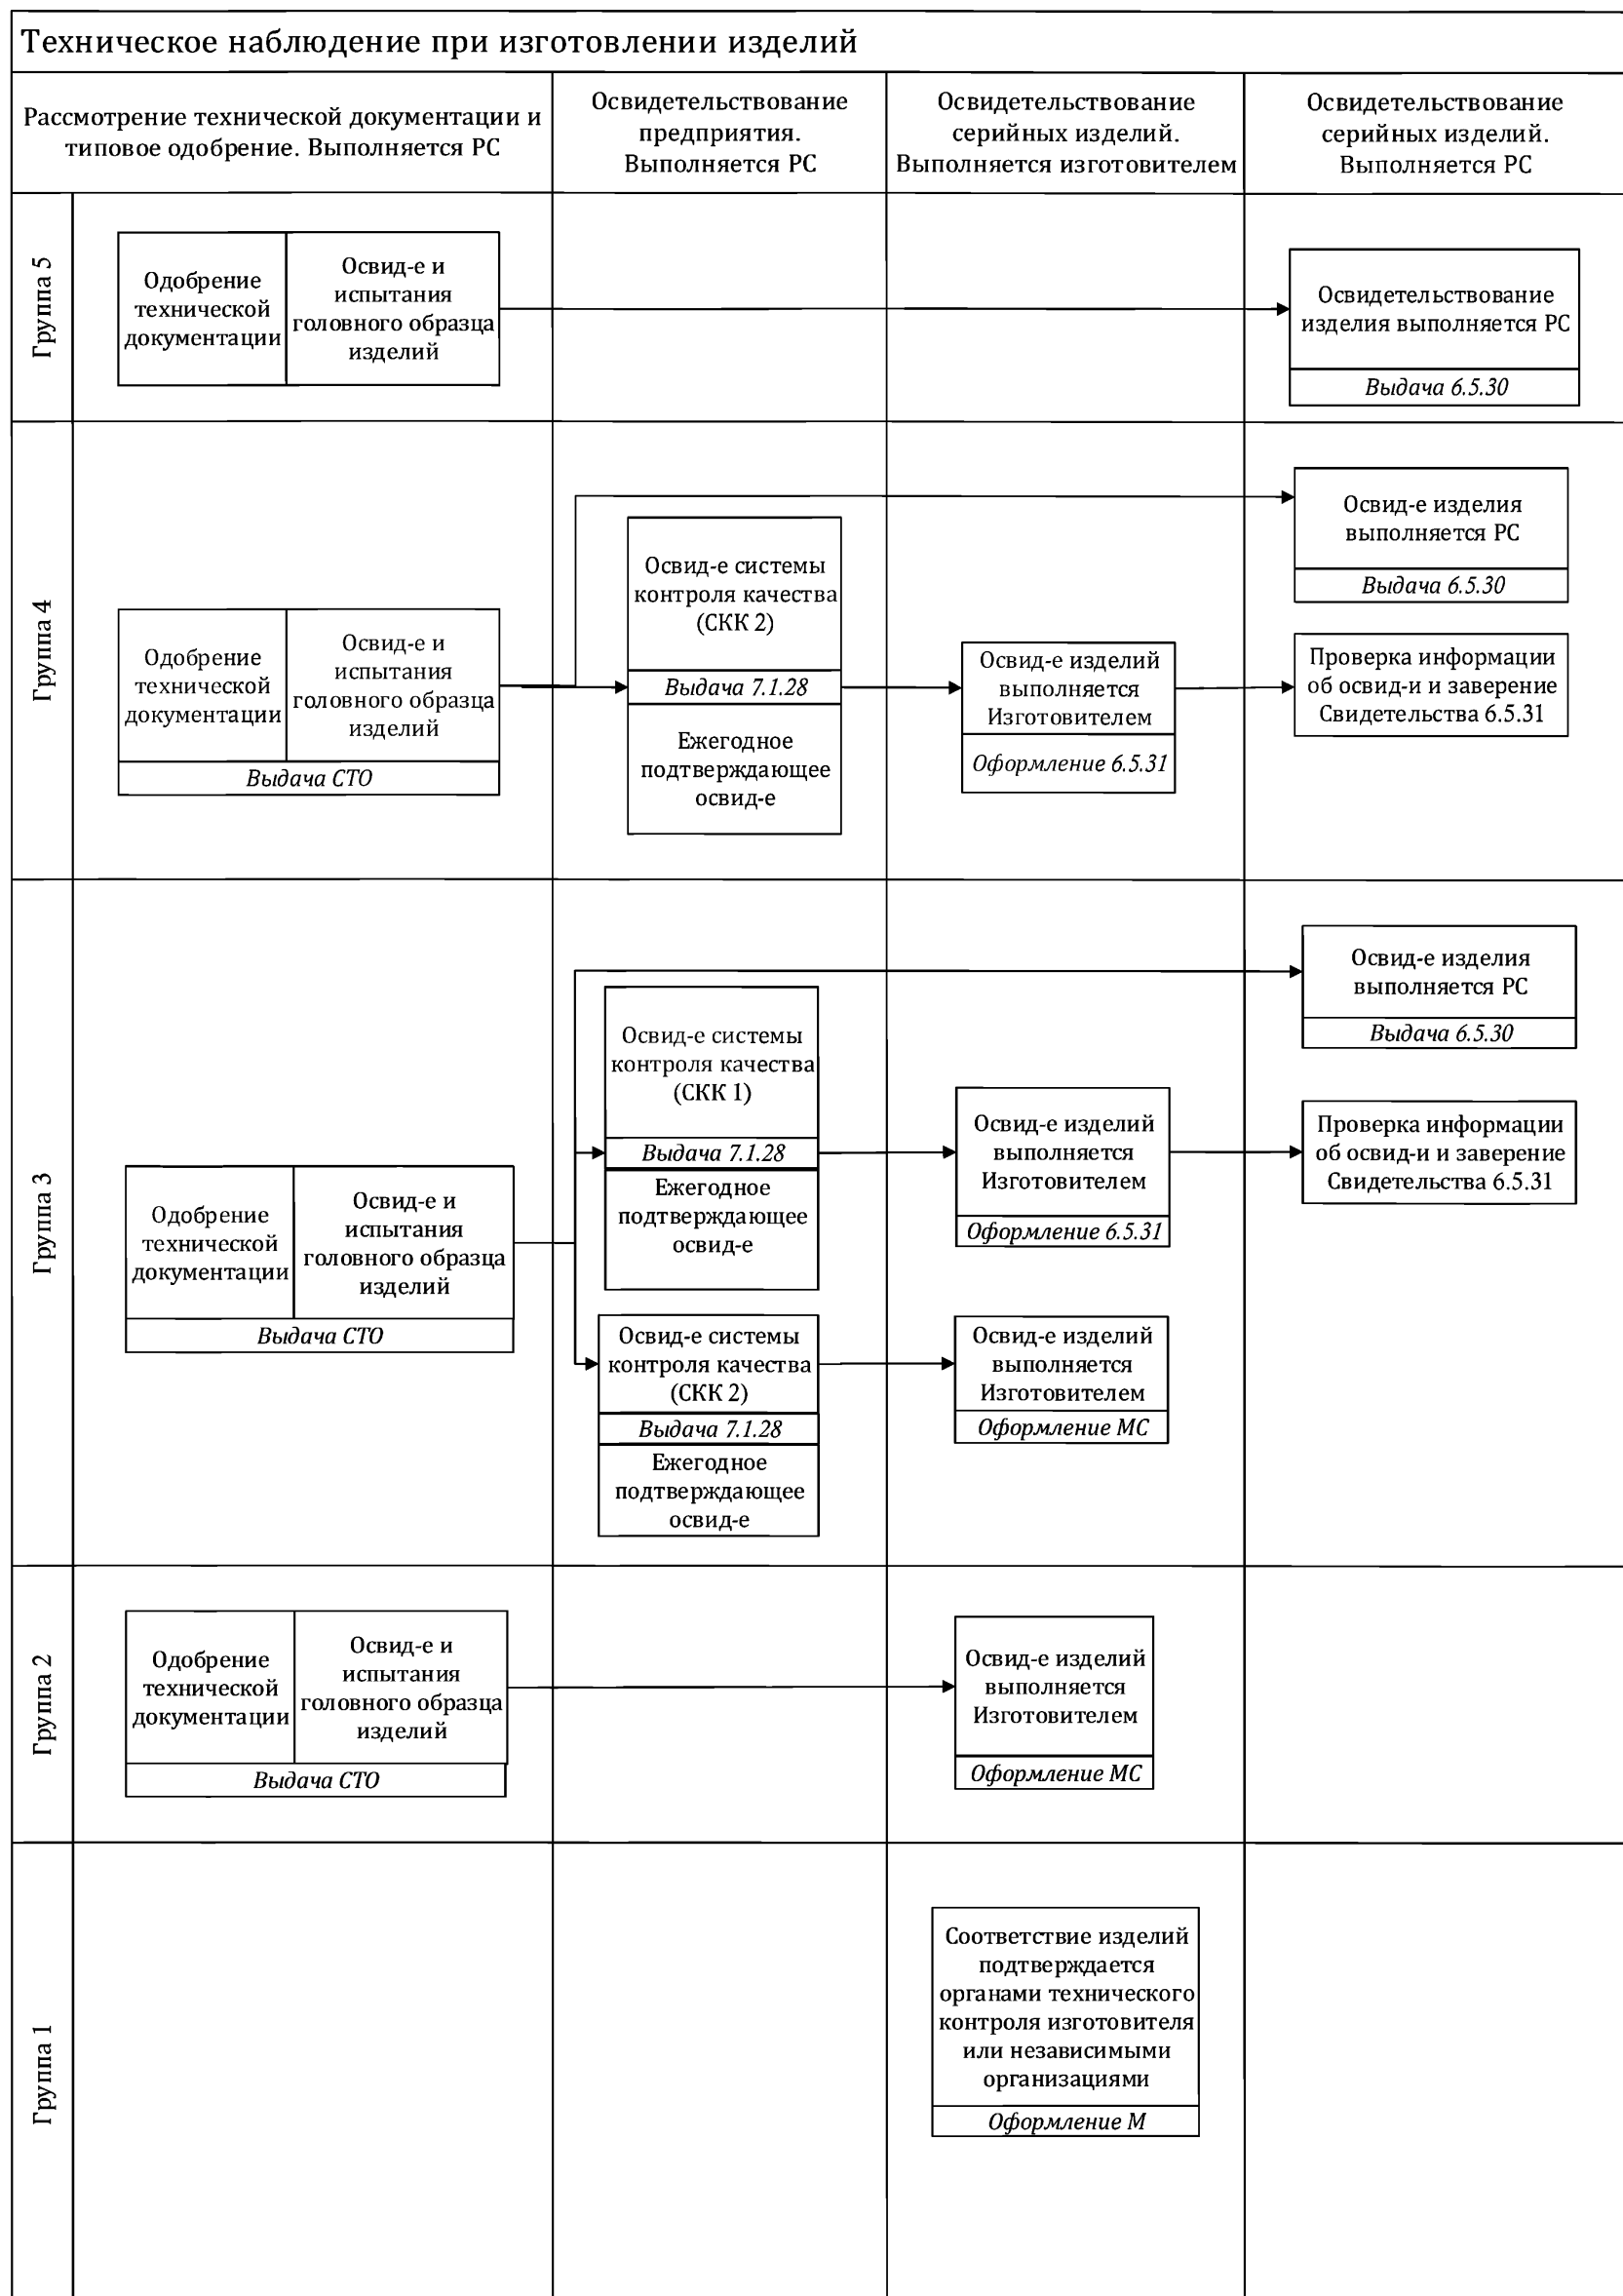 Техническое наблюдение при изготовлении изделий
Рассмотрение технической документации и
типовое одобрение. Выполняется РС
Освидетельствование
предприятия.
Выполняется РС
Освидетельствование
серийных изделий.
Выполняется изготовителем
Освидетельствование
серийных изделий.
Выполняется РС
Группа 5
Одобрение
технической
документации
Освид-е и
испытания
головного образца
изделий
Освидетельствование
изделия выполняется РС
Выдача 6.5.30
Группа 4
Одобрение
технической
документации
Освид-е и
испытания
головного образца
изделий
Выдача СТО
Освид-е системы
контроля качества
(СКК 2)
Выдача 7.1.28
Ежегодное
подтверждающее
освид-е
Освид-е изделий
выполняется
Изготовителем
Оформление 6.5.31
Освид-е изделия
выполняется РС
Выдача 6.5.30
Проверка информации
об освид-и и заверение
Свидетельства 6.5.31
Группа 3
Одобрение
технической
документации
Освид-е и
испытания
головного образца
изделий
Выдача СТО
Освид-е системы
контроля качества
(СКК 1)
Выдача 7.1.28
Ежегодное
подтверждающее
освид-е
Освид-е системы
контроля качества
(СКК 2)
Выдача 7.1.28
Ежегодное
подтверждающее
освид-е
Освид-е изделий
выполняется
Изготовителем
Оформление 6.5.31
Освид-е изделий
выполняется
Изготовителем
Оформление МС
Освид-е изделия
выполняется РС
Выдача 6.5.30
Проверка информации
об освид-и и заверение
Свидетельства 6.5.31
Группа 2
Одобрение
технической
документации
Освид-е и
испытания
головного образца
изделий
Выдача СТО
Освид-е изделий
выполняется
Изготовителем
Оформление МС
Группа 1
Соответствие изделий
подтверждается
органами технического
контроля изготовителя
или независимыми
организациями
Оформление М